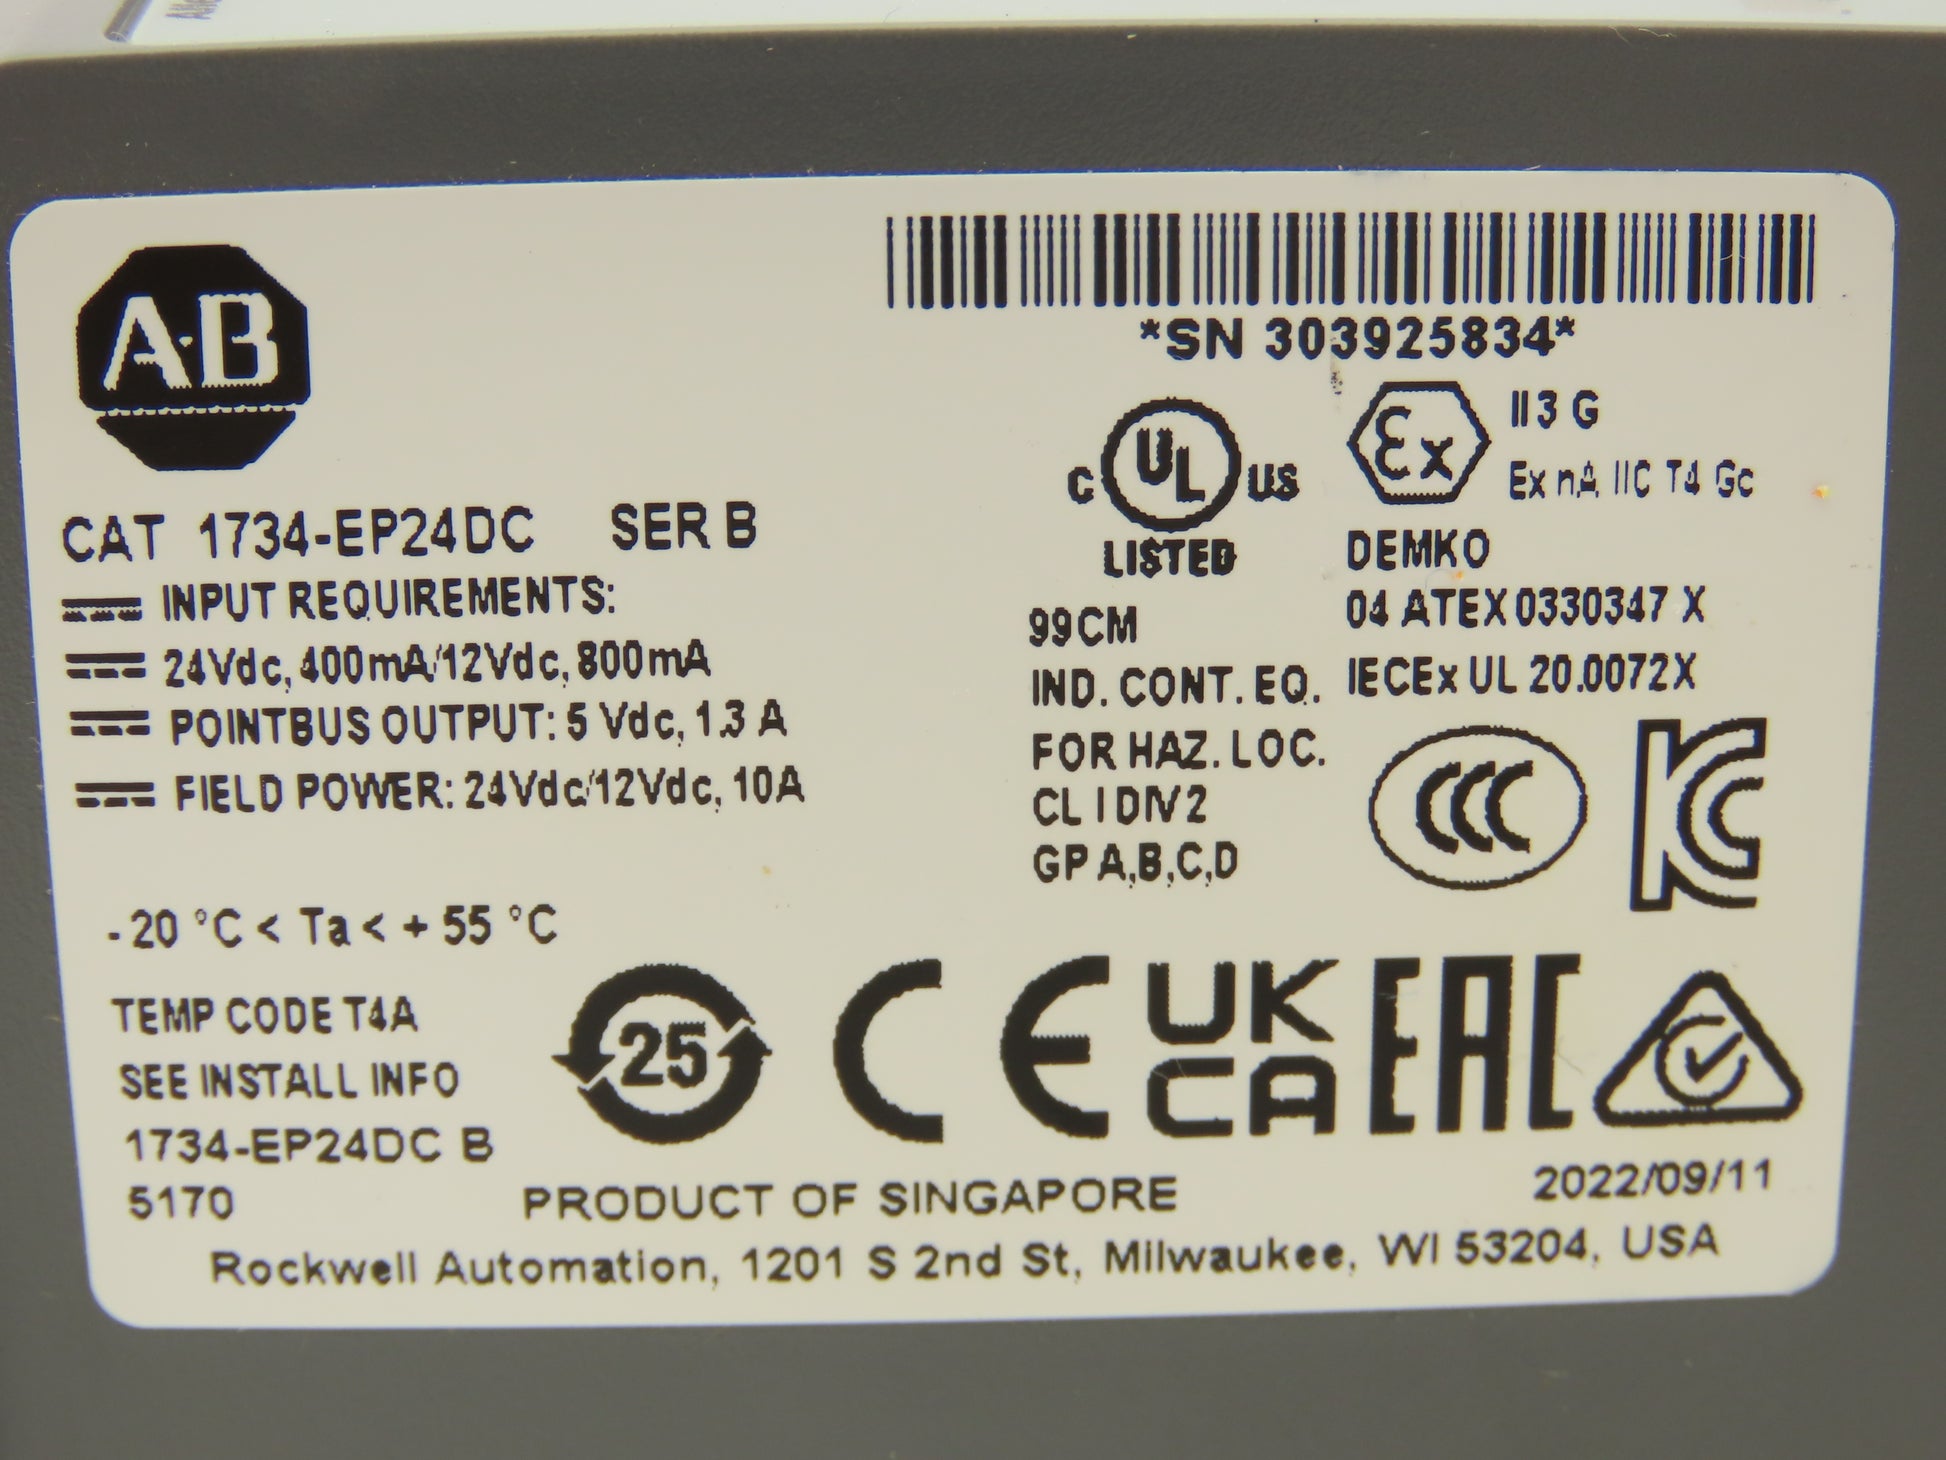 A-B
*SN 303925834*
CAT 1734-EP24DC SER B
INPUT REQUIREMENTS:
24Vdc, 400mA/12Vdc, 800mA
POINTBUS OUTPUT: 5 Vdc, 1.3 A
FIELD POWER: 24Vdc/12Vdc, 10A
-20 °C < Ta < + 55 °C
TEMP CODE T4A
SEE INSTALL INFO
1734-EP24DC B
5170
C UL US
LISTED
99CM
IND. CONT. EQ.
FOR HAZ. LOC.
CL I DIV 2
GP A,B,C,D
Ex II 3 G
Ex nA IIC T4 Gc
DEMKO
04 ATEX 0330347 X
IECEx UL 20.0072X
CCC
KC
25
CE
UK
CA
EAC
PRODUCT OF SINGAPORE
2022/09/11
Rockwell Automation, 1201 S 2nd St, Milwaukee, WI 53204, USA